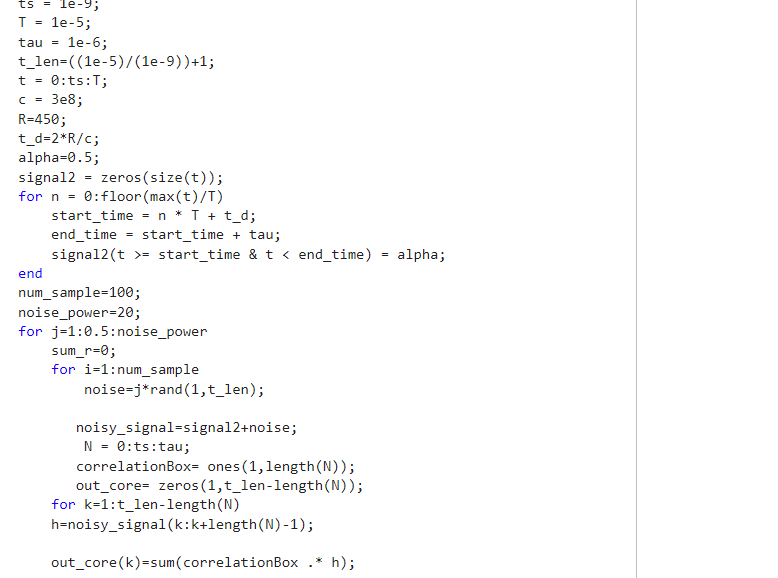 ts = 1e-9;
T = 1e-5;
tau = 1e-6;
t_len=((1e-5)/(1e-9))+1;
t = 0:ts:T;
c = 3e8;
R=450;
t_d=2*R/c;
alpha=0.5;
signal2 = zeros(size(t));
for n = 0:floor(max(t)/T)
start_time = n * T + t_d;
end_time = start_time + tau;
signal2(t >= start_time & t < end_time) = alpha;
end
num_sample=100;
noise_power=20;
for j=1:0.5:noise_power
sum_r=0;
for i=1:num_sample
noise=j*rand(1,t_len);
noisy_signal=signal2+noise;
N = 0:ts:tau;
correlationBox= ones(1,length(N));
out_core= zeros(1,t_len-length(N));
for k=1:t_len-length(N)
h=noisy_signal(k:k+length(N)-1);
out_core(k)=sum(correlationBox .* h);